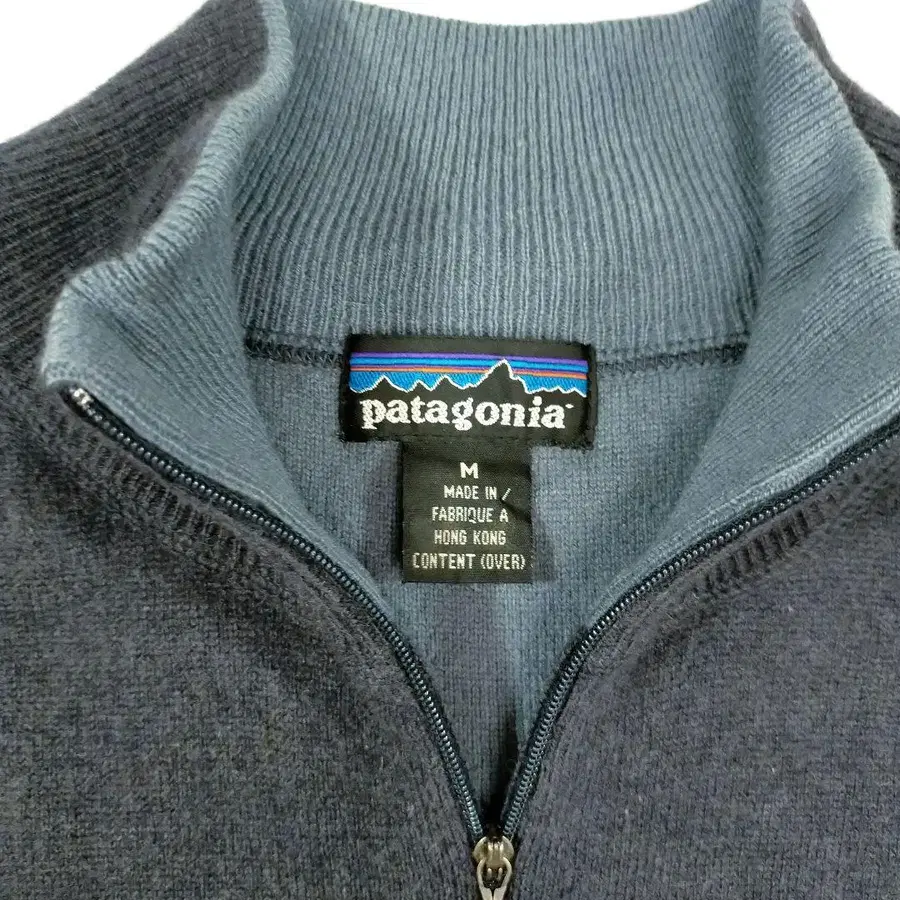 patagonia
M
MADE IN /
FABRIQUE A
HONG KONG
CONTENT (OVER)